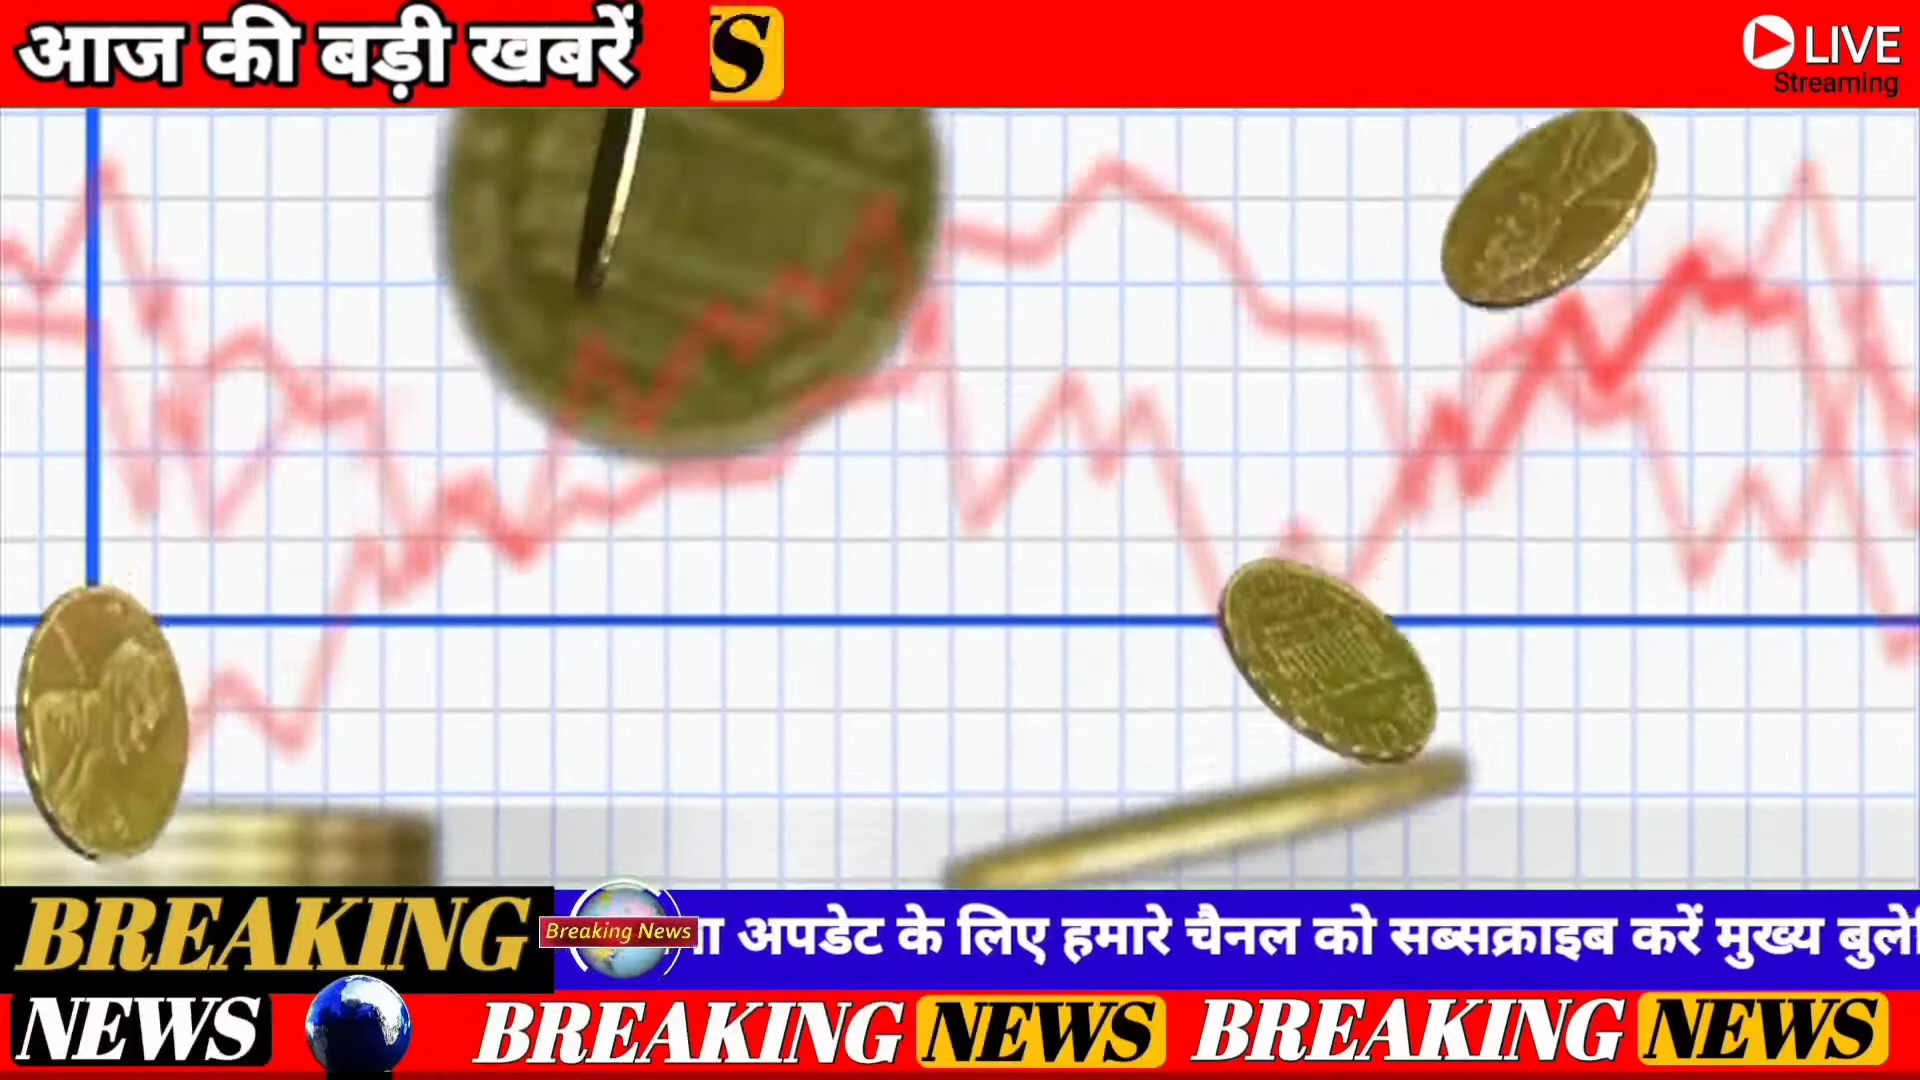 आज की बड़ी खबरें
LIVE
Streaming
BREAKING
NEWS
Breaking News
अपडेट के लिए हमारे चैनल को सब्सक्राइब करें मुख्य
BREAKING NEWS BREAKING NEWS